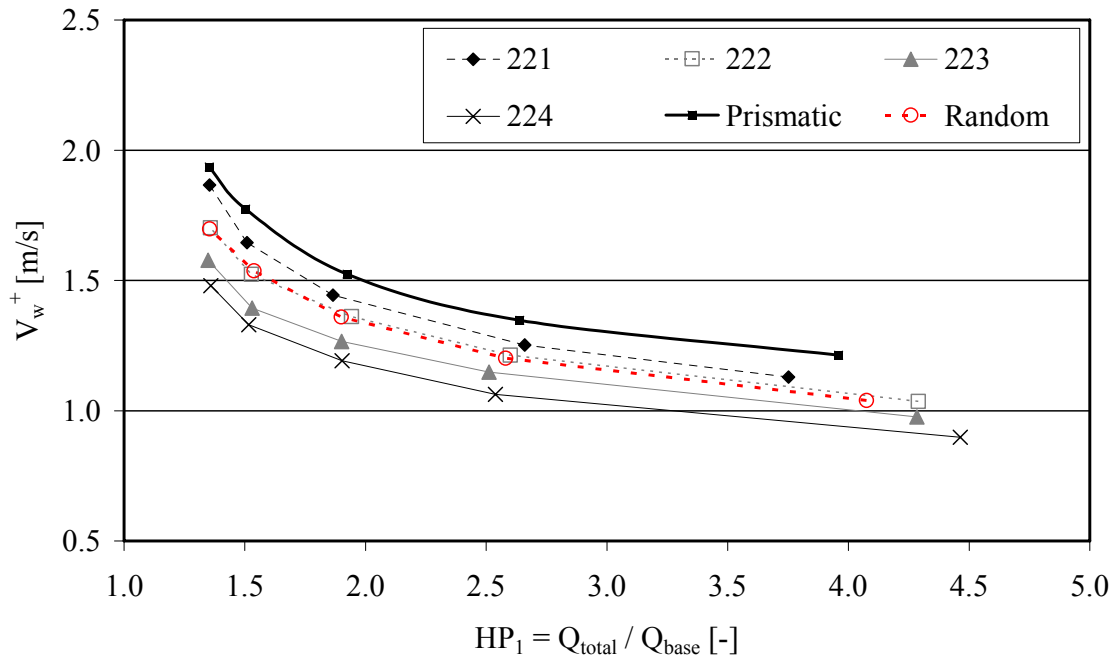 2.5
221 222 223
224 Prismatic Random
2.0
1.5
1.0
0.5
V_w^+ [m/s]
1.0 1.5 2.0 2.5 3.0 3.5 4.0 4.5 5.0
HP_1 = Q_total / Q_base [-]